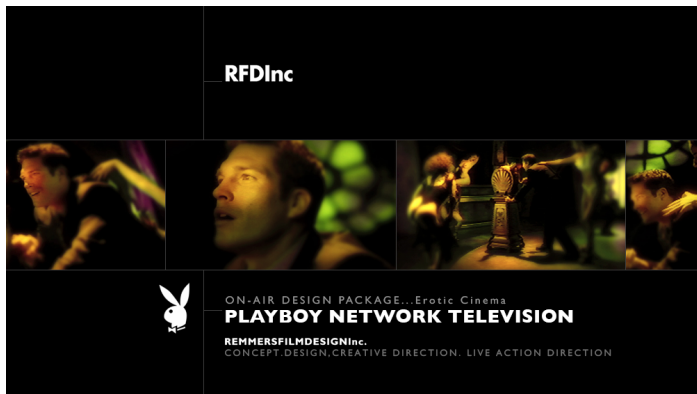 RFDInc
ON-AIR DESIGN PACKAGE...Erotic Cinema
PLAYBOY NETWORK TELEVISION
REMMERSFILMDESIGNInc.
CONCEPT.DESIGN,CREATIVE DIRECTION. LIVE ACTION DIRECTION